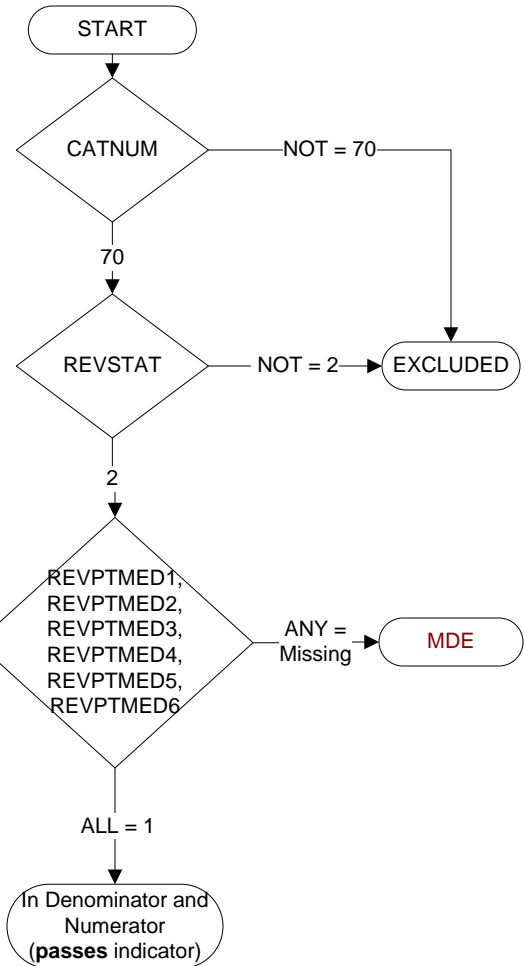 START
CATNUM
NOT = 70
70
REVSTAT
NOT = 2
EXCLUDED
2
REVPTMED1,
REVPTMED2,
REVPTMED3,
REVPTMED4,
REVPTMED5,
REVPTMED6
ANY =
Missing
MDE
ALL = 1
In Denominator and
Numerator
(passes indicator)